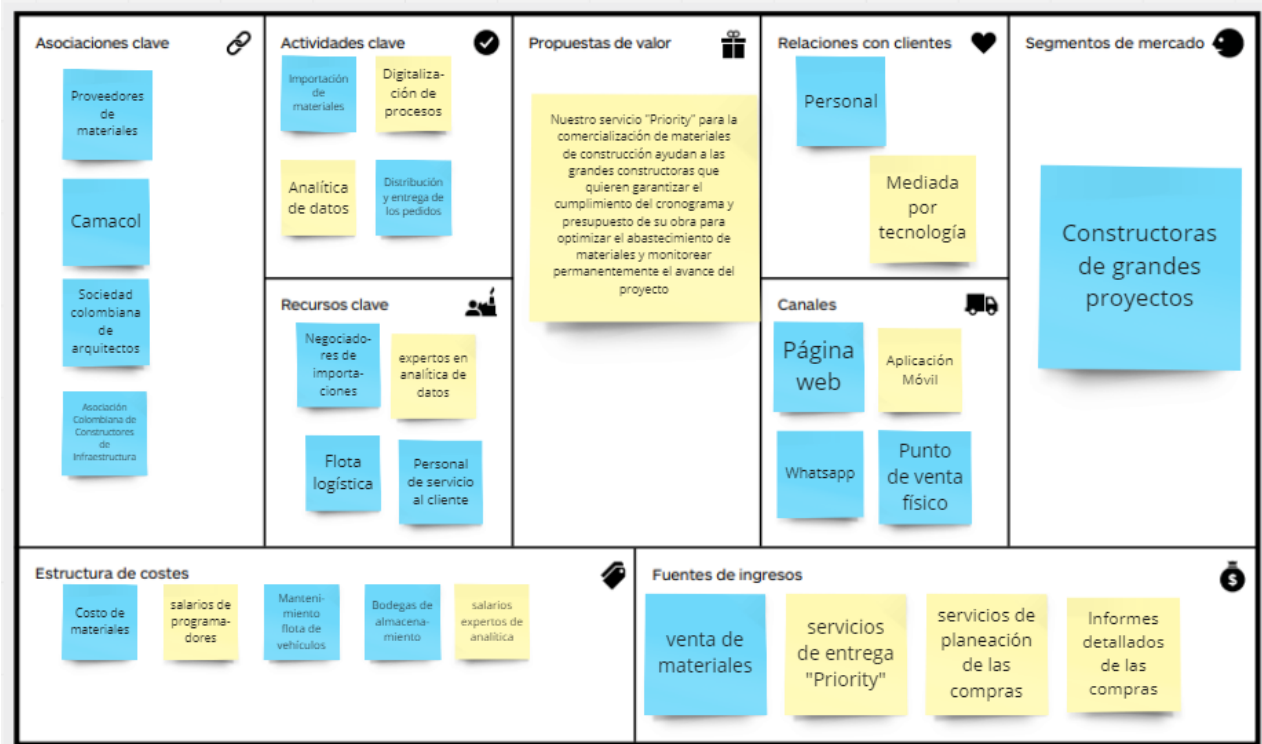 Asociaciones clave
Proveedores
de
materiales
Camacol
Sociedad
colombiana
de
arquitectos
Asociación
Colombiana de
Constructores
de
Infraestructura
Actividades clave
Importación
de
materiales
Digitaliza-
ción de
procesos
Analítica
de datos
Distribución
y entrega de
los pedidos
Recursos clave
Negociado-
res de
importa-
ciones
expertos en
analítica de
datos
Flota
logística
Personal
de servicio
al cliente
Propuestas de valor
Nuestro servicio "Priority" para la
comercialización de materiales
de construcción ayudan a las
grandes constructoras que
quieren garantizar el
cumplimiento del cronograma y
presupuesto de su obra para
optimizar el abastecimiento de
materiales y monitorear
permanentemente el avance del
proyecto
Relaciones con clientes
Personal
Mediada
por
tecnología
Canales
Página
web
Aplicación
Móvil
Whatsapp
Punto
de venta
físico
Segmentos de mercado
Constructoras
de grandes
proyectos
Estructura de costes
Costo de
materiales
salarios de
programa-
dores
Manteni-
miento
flota de
vehículos
Bodegas de
almacena-
miento
salarios
expertos de
analítica
Fuentes de ingresos
$
venta de
materiales
servicios
de entrega
"Priority"
servicios de
planeación
de las
compras
Informes
detallados
de las
compras